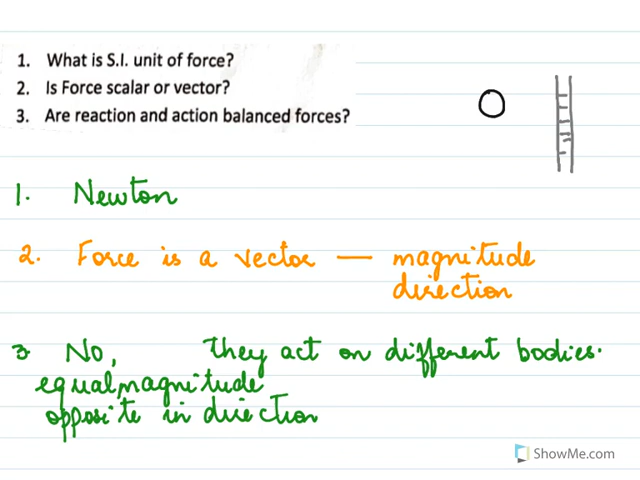 1. What is S.I. unit of force?
2. Is Force scalar or vector?
3. Are reaction and action balanced forces?
1. Newton
2. Force is a vector — magnitude
direction
3 No, they act on different bodies.
equal magnitude
opposite in direction
ShowMe.com